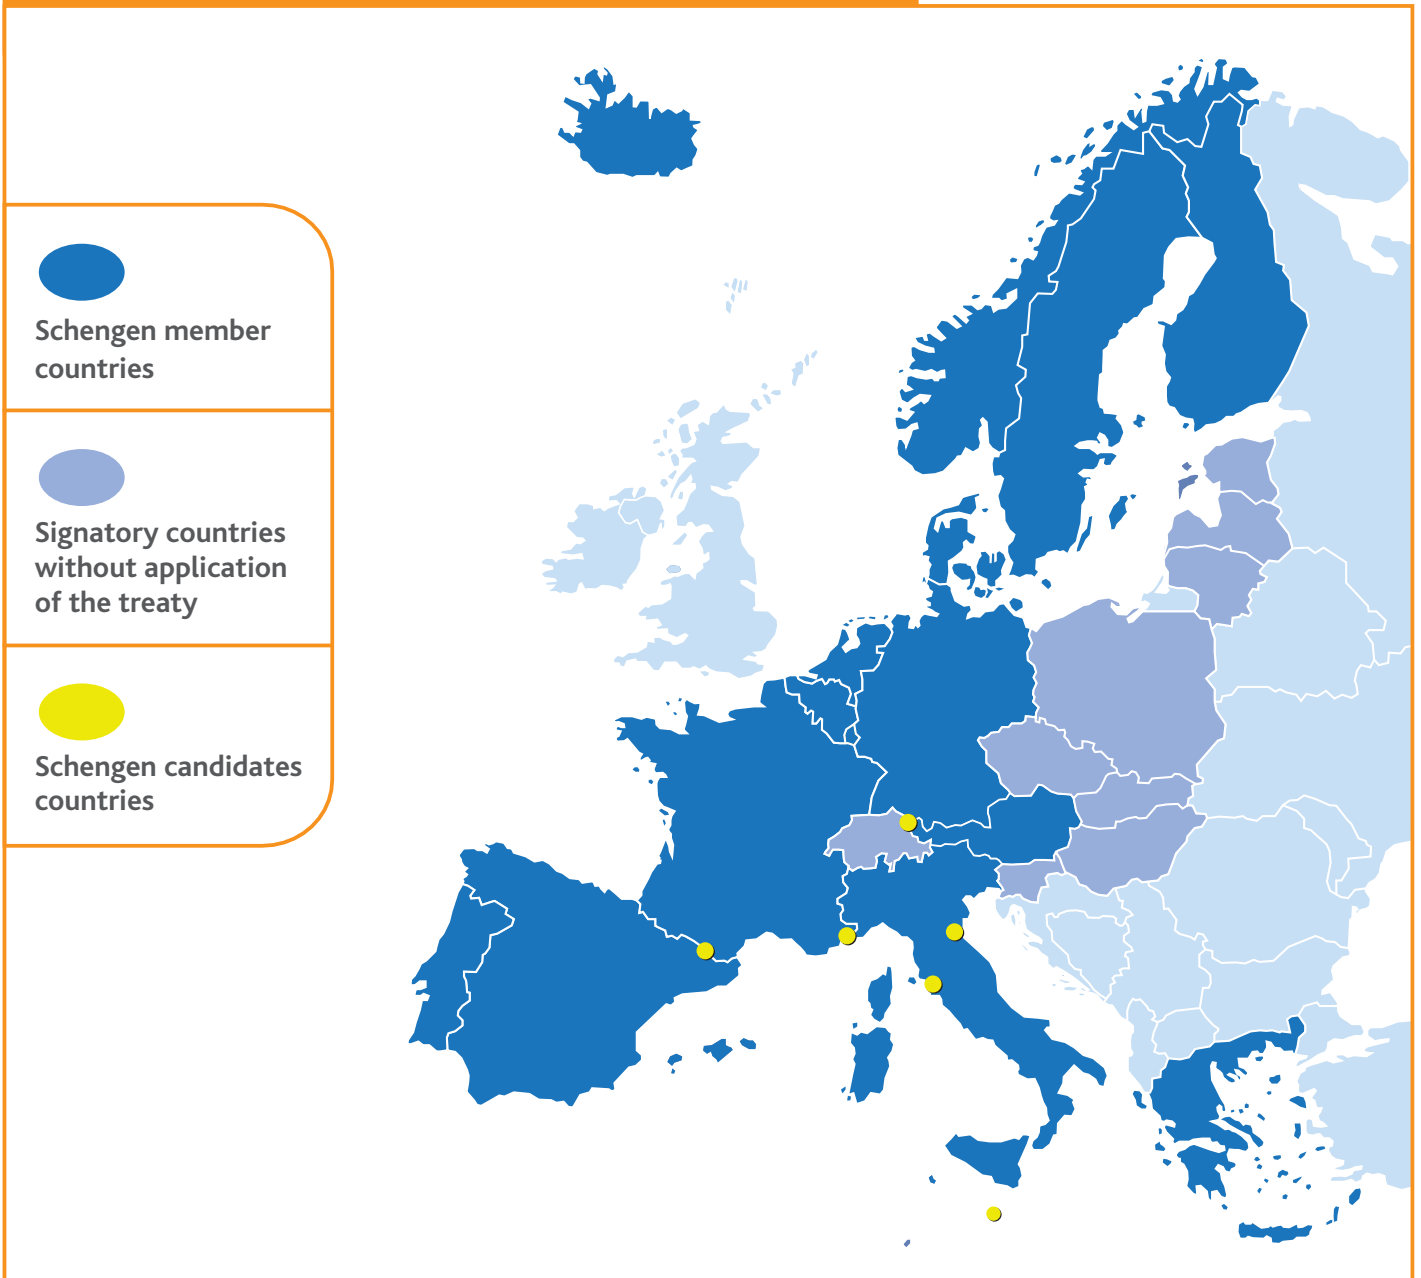 Schengen member
countries
Signatory countries
without application
of the treaty
Schengen candidates
countries